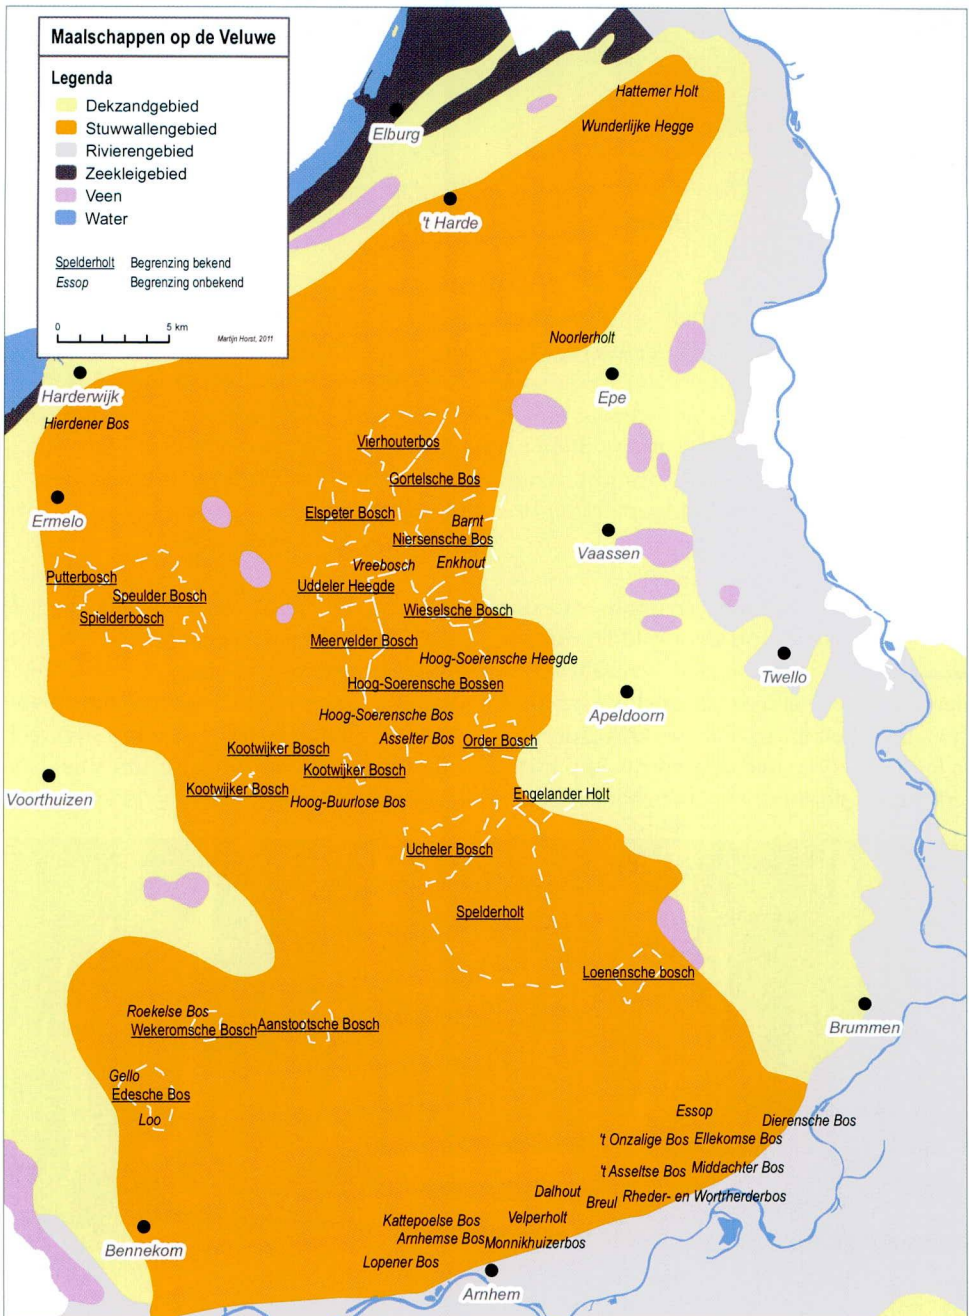 Maalschappen op de Veluwe
Legenda
Dekzandgebied
Stuwwallengebied
Rivierengebied
Zeekleigebied
Veen
Water
Spelderholt Begrenzing bekend
Essop Begrenzing onbekend
0 5 km
Martijn Horst, 2011
Hattemer Holt
Elburg
Wunderlijke Hegge
't Harde
Noorlerholt
Harderwijk
Epe
Hierdener Bos
Vierhouterbos
Gortelsche Bos
Elspeter Bosch
Ermelo
Barnt
Niersensche Bos
Vaassen
Vreebosch
Enkhout
Putterbosch
Uddeler Heegde
Speulder Bosch
Wieselsche Bosch
Spielderbosch
Meervelder Bosch
Hoog-Soerensche Heegde
Twello
Hoog-Soerensche Bossen
Hoog-Soerensche Bos
Apeldoorn
Asselter Bos
Order Bosch
Kootwijker Bosch
Kootwijker Bosch
Kootwijker Bosch
Engelander Holt
Voorthuizen
Hoog-Buurlose Bos
Ucheler Bosch
Spelderholt
Loenensche bosch
Roekelse Bos
Wekeromsche Bosch
Aanstootsche Bosch
Brummen
Gello
Edesche Bos
Loo
Essop
Dierensche Bos
't Onzalige Bos
Ellekomse Bos
't Asseltse Bos
Middachter Bos
Dalhout
Breul
Rheder- en Wortrherderbos
Kattepoelse Bos
Velperholt
Arnhemse Bos
Monnikhuizerbos
Bennekom
Lopener Bos
Arnhem